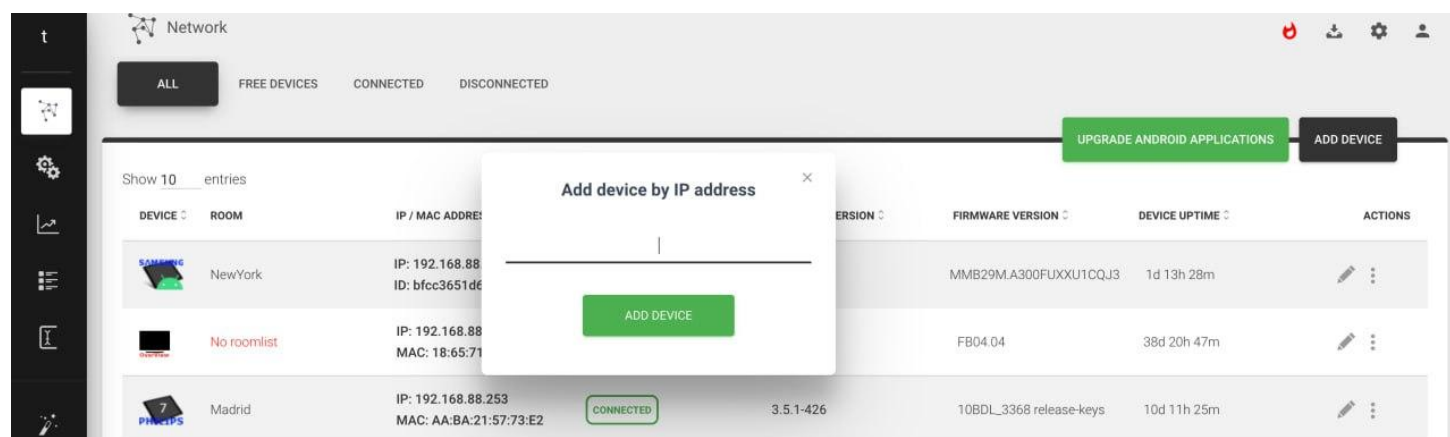 t
Network
ALL FREE DEVICES CONNECTED DISCONNECTED
UPGRADE ANDROID APPLICATIONS ADD DEVICE
Show 10 entries
Add device by IP address
×
DEVICE ROOM IP / MAC ADDRES ERSION FIRMWARE VERSION DEVICE UPTIME ACTIONS
SAMSUNG NewYork IP: 192.168.88 MMB29M.A300FUXXU1CQJ3 1d 13h 28m
ID: bfcc3651d6
ADD DEVICE
No roomlist IP: 192.168.88 FB04.04 38d 20h 47m
MAC: 18:65:71
7 PHILIPS Madrid IP: 192.168.88.253 CONNECTED 3.5.1-426 10BDL_3368 release-keys 10d 11h 25m
MAC: AA:BA:21:57:73:E2